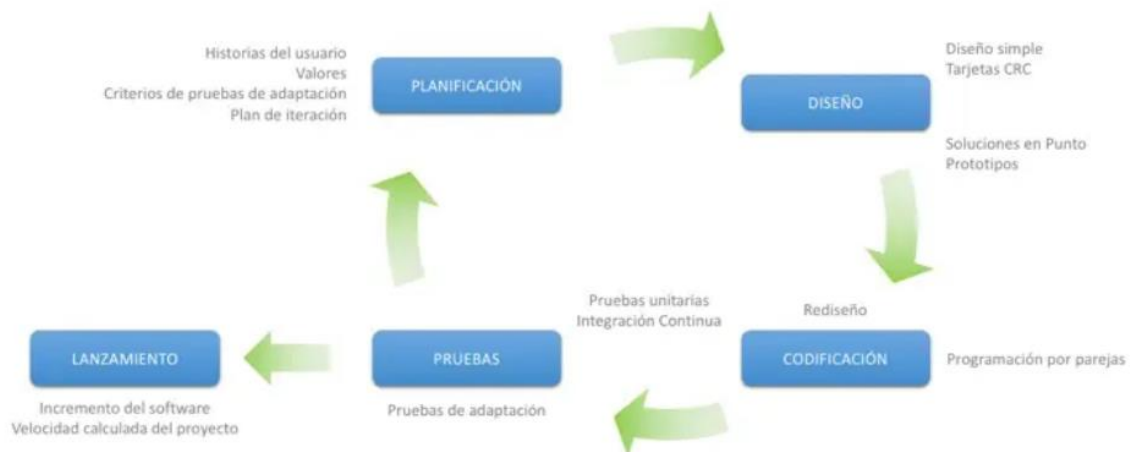 Historias del usuario
Valores
Criterios de pruebas de adaptación
Plan de iteración
PLANIFICACIÓN
Diseño simple
Tarjetas CRC
DISEÑO
Soluciones en Punto
Prototipos
Rediseño
CODIFICACIÓN
Programación por parejas
Pruebas unitarias
Integración Continua
PRUEBAS
Pruebas de adaptación
LANZAMIENTO
Incremento del software
Velocidad calculada del proyecto